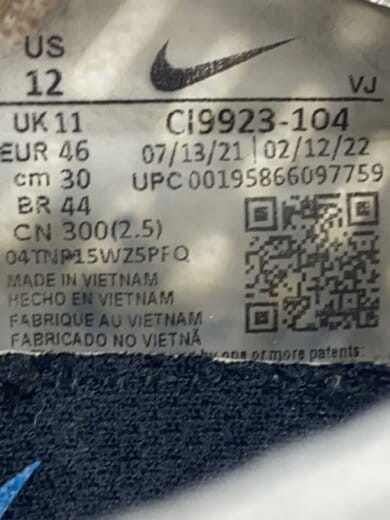 US
12
VJ
UK 11
CI9923-104
EUR 46
07/13/21 | 02/12/22
cm 30
UPC 00195866097759
BR 44
CN 300(2.5)
04TNP15WZ5PFQ
MADE IN VIETNAM
HECHO EN VIETNAM
FABRIQUE AU VIETNAM
FABRICADO NO VIETNÃ
by one or more patents.